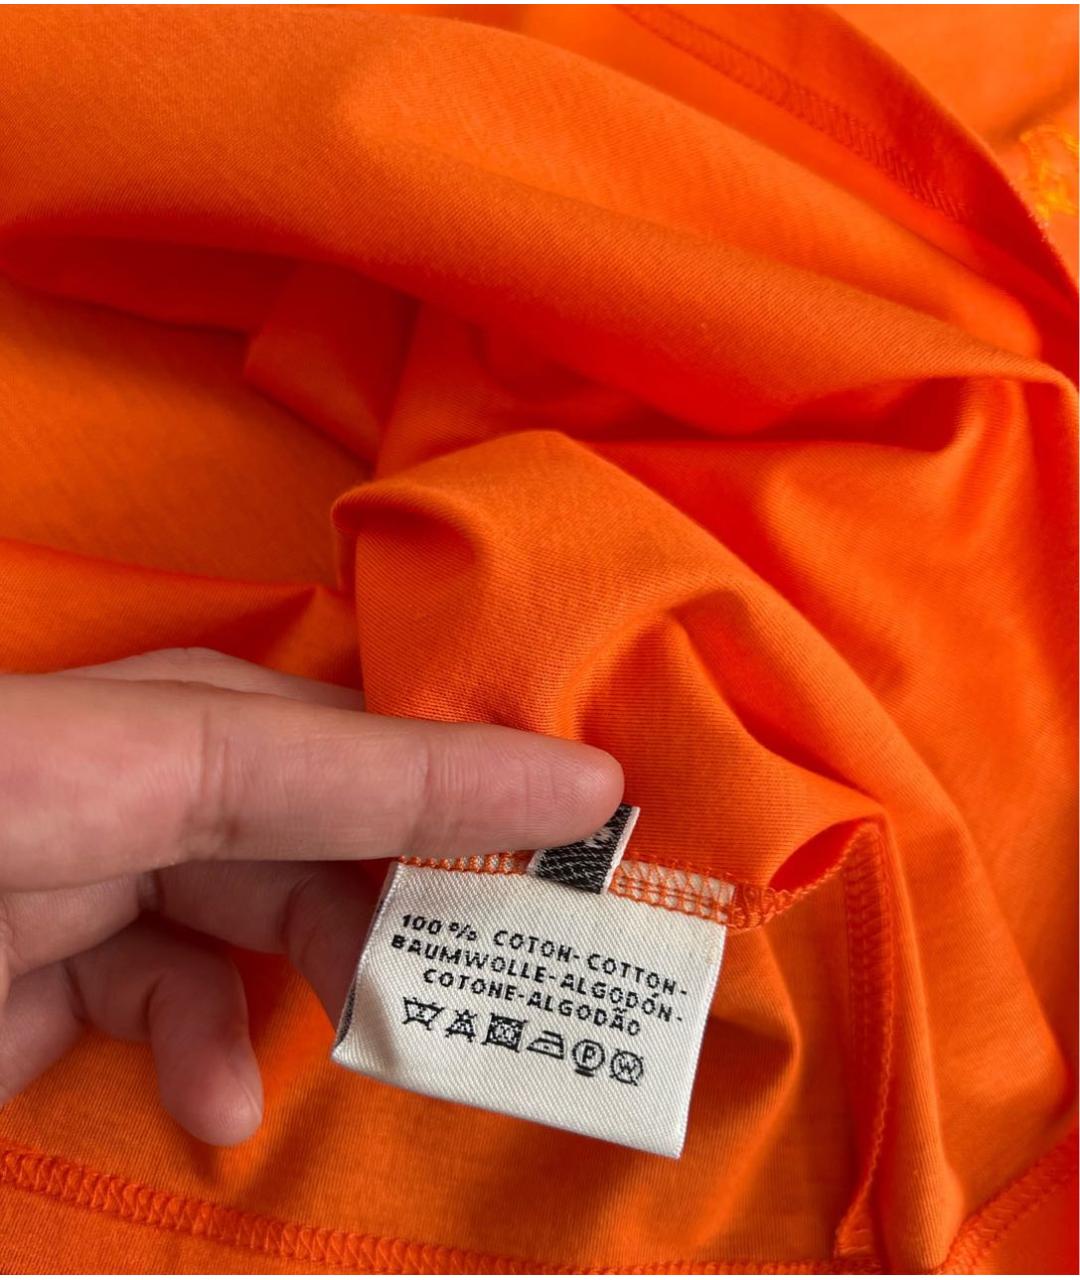 100% COTON-COTTON-
BAUMWOLLE-ALGODÓN-
COTONE-ALGODÃO
P W